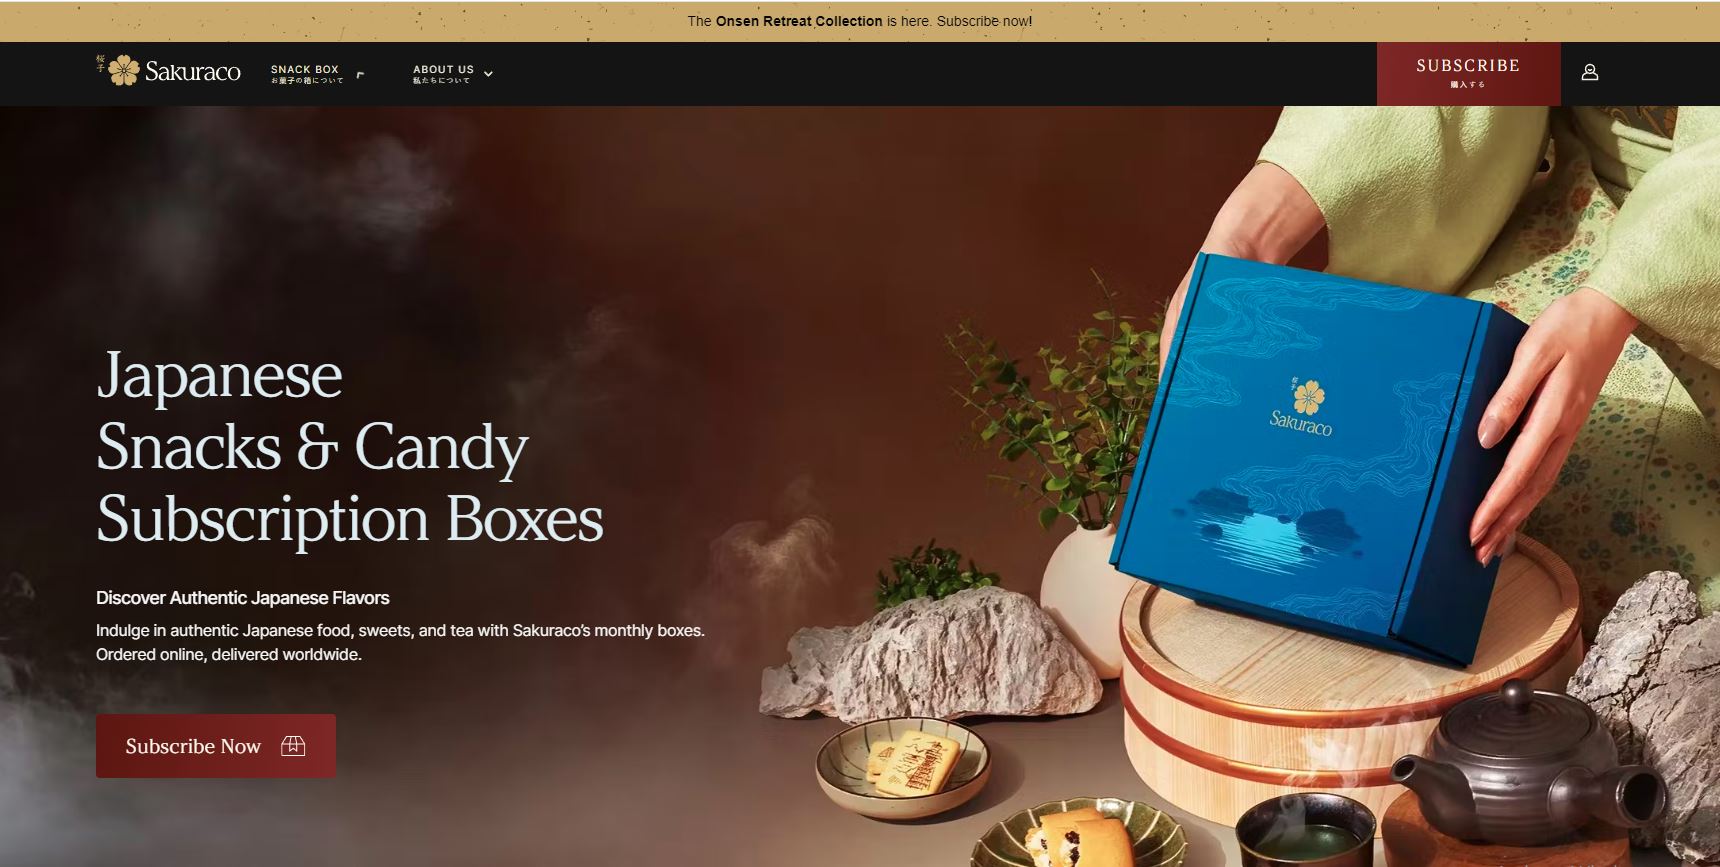 The Onsen Retreat Collection is here. Subscribe now!
桜子
Sakuraco
SNACK BOX
お菓子の箱について
ABOUT US
私たちについて
SUBSCRIBE
購入する
Japanese
Snacks & Candy
Subscription Boxes
Discover Authentic Japanese Flavors
Indulge in authentic Japanese food, sweets, and tea with Sakuraco's monthly boxes.
Ordered online, delivered worldwide.
Subscribe Now
桜子
Sakuraco